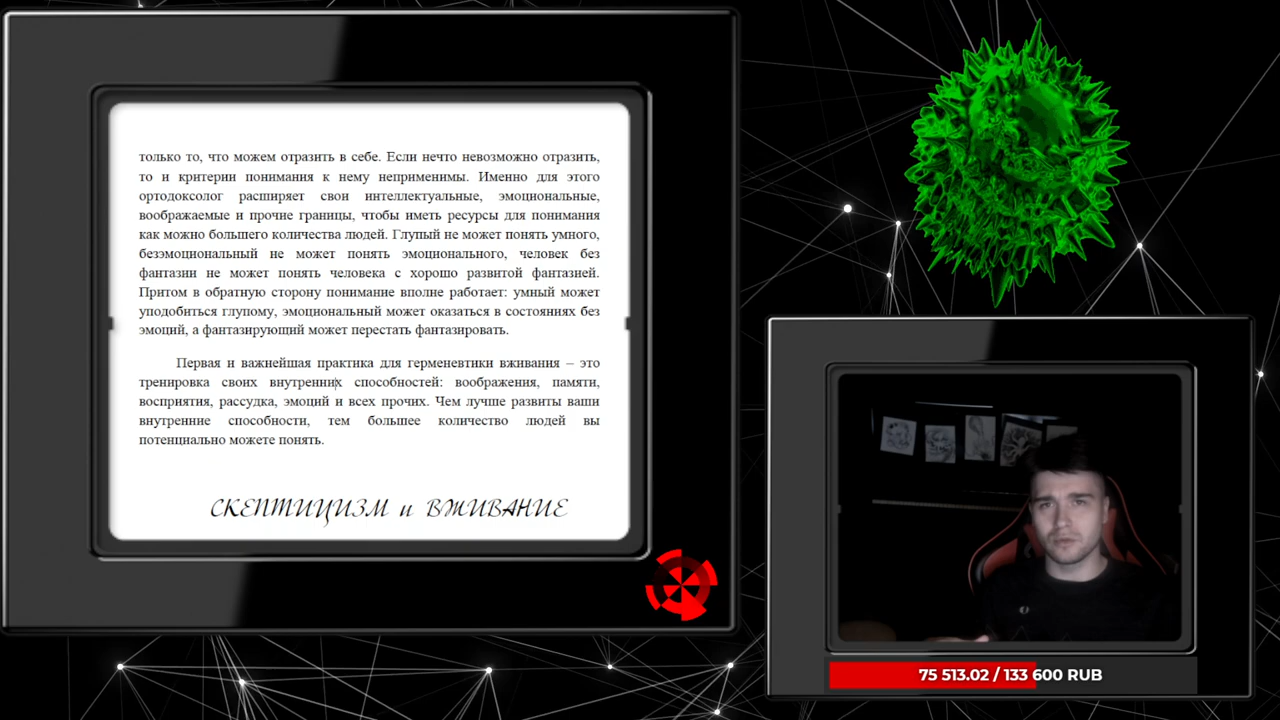 только то, что можем отразить в себе. Если нечто невозможно отразить,
то и критерии понимания к нему неприменимы. Именно для этого
ортодоксолог расширяет свои интеллектуальные, эмоциональные,
воображаемые и прочие границы, чтобы иметь ресурсы для понимания
как можно большего количества людей. Глупый не может понять умного,
безэмоциональный не может понять эмоционального, человек без
фантазии не может понять человека с хорошо развитой фантазией.
Притом в обратную сторону понимание вполне работает: умный может
уподобиться глупому, эмоциональный может оказаться в состояниях без
эмоций, а фантазирующий может перестать фантазировать.
Первая и важнейшая практика для герменевтики вживания – это
тренировка своих внутренних способностей: воображения, памяти,
восприятия, рассудка, эмоций и всех прочих. Чем лучше развиты ваши
внутренние способности, тем большее количество людей вы
потенциально можете понять.
СКЕПТИЦИЗМ и ВЖИВАНИЕ
75 513.02 / 133 600 RUB